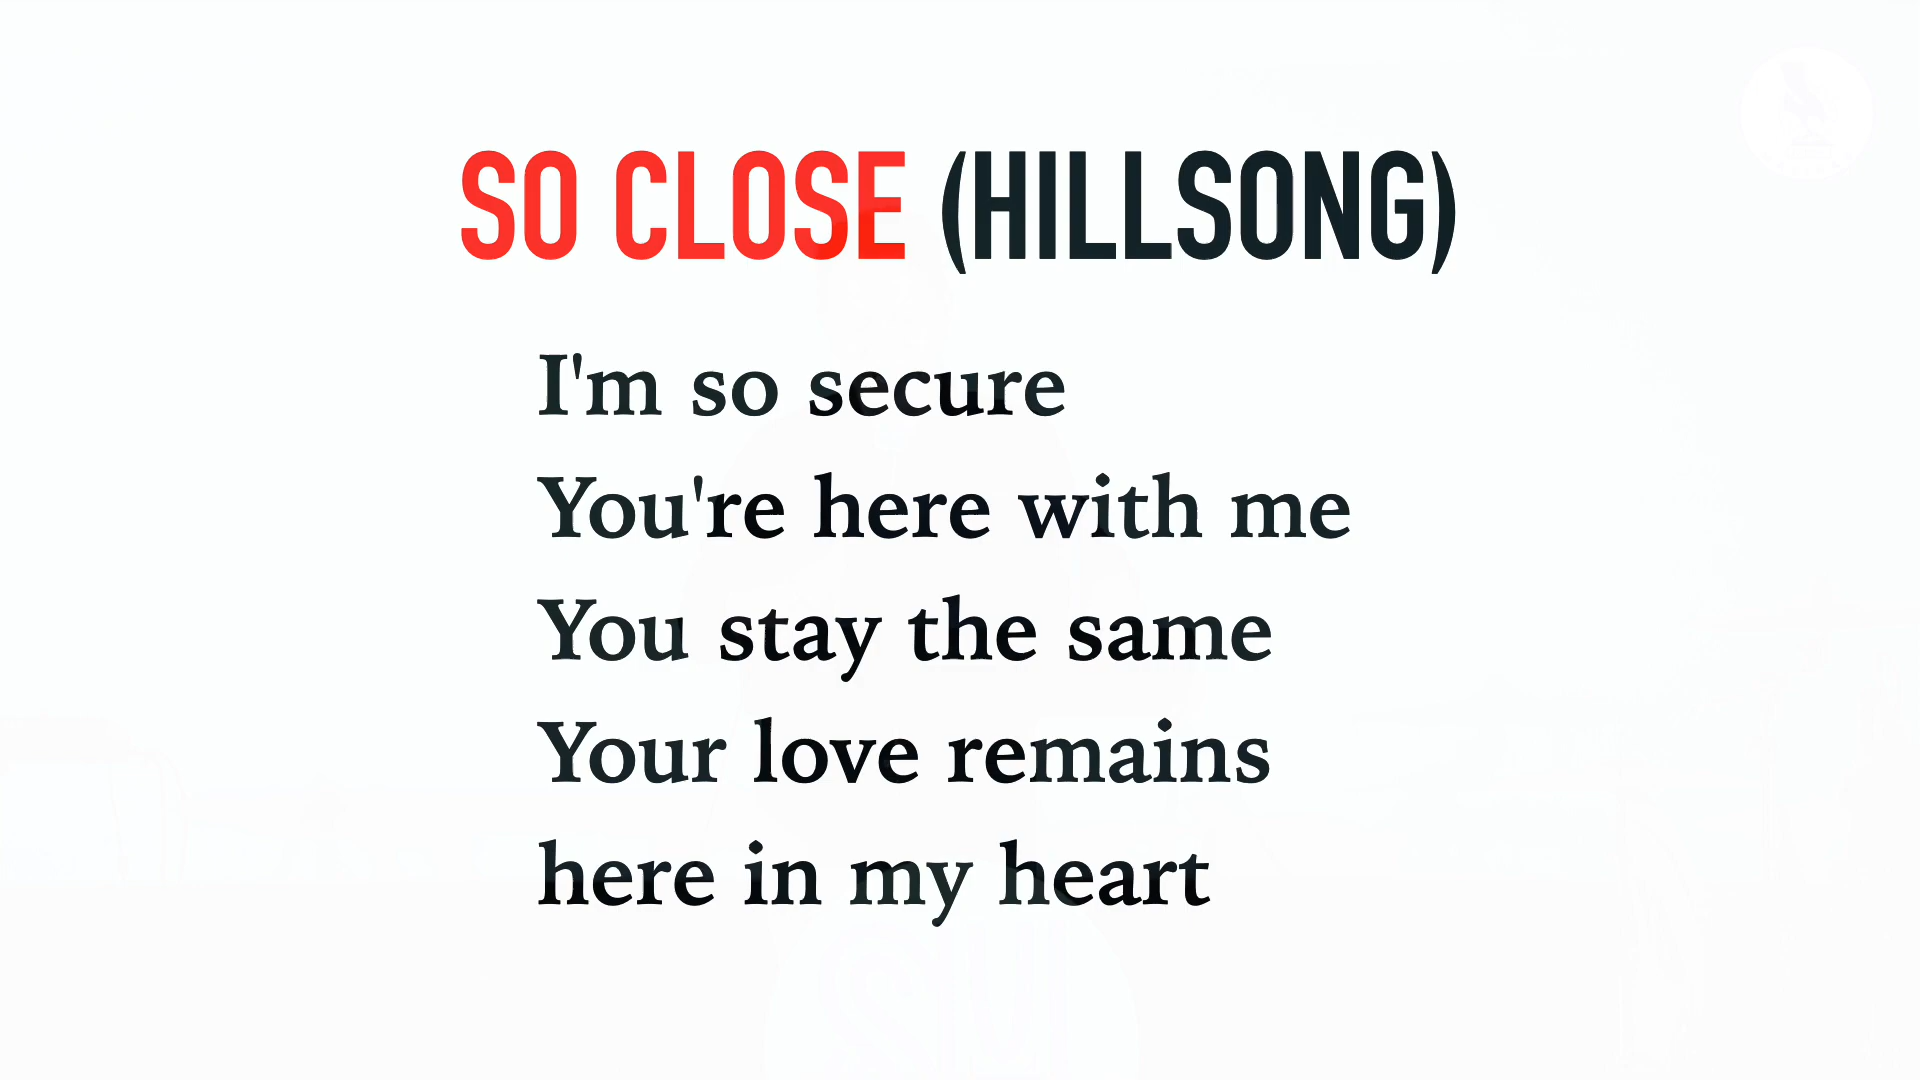 SO CLOSE (HILLSONG)
I'm so secure
You're here with me
You stay the same
Your love remains
here in my heart